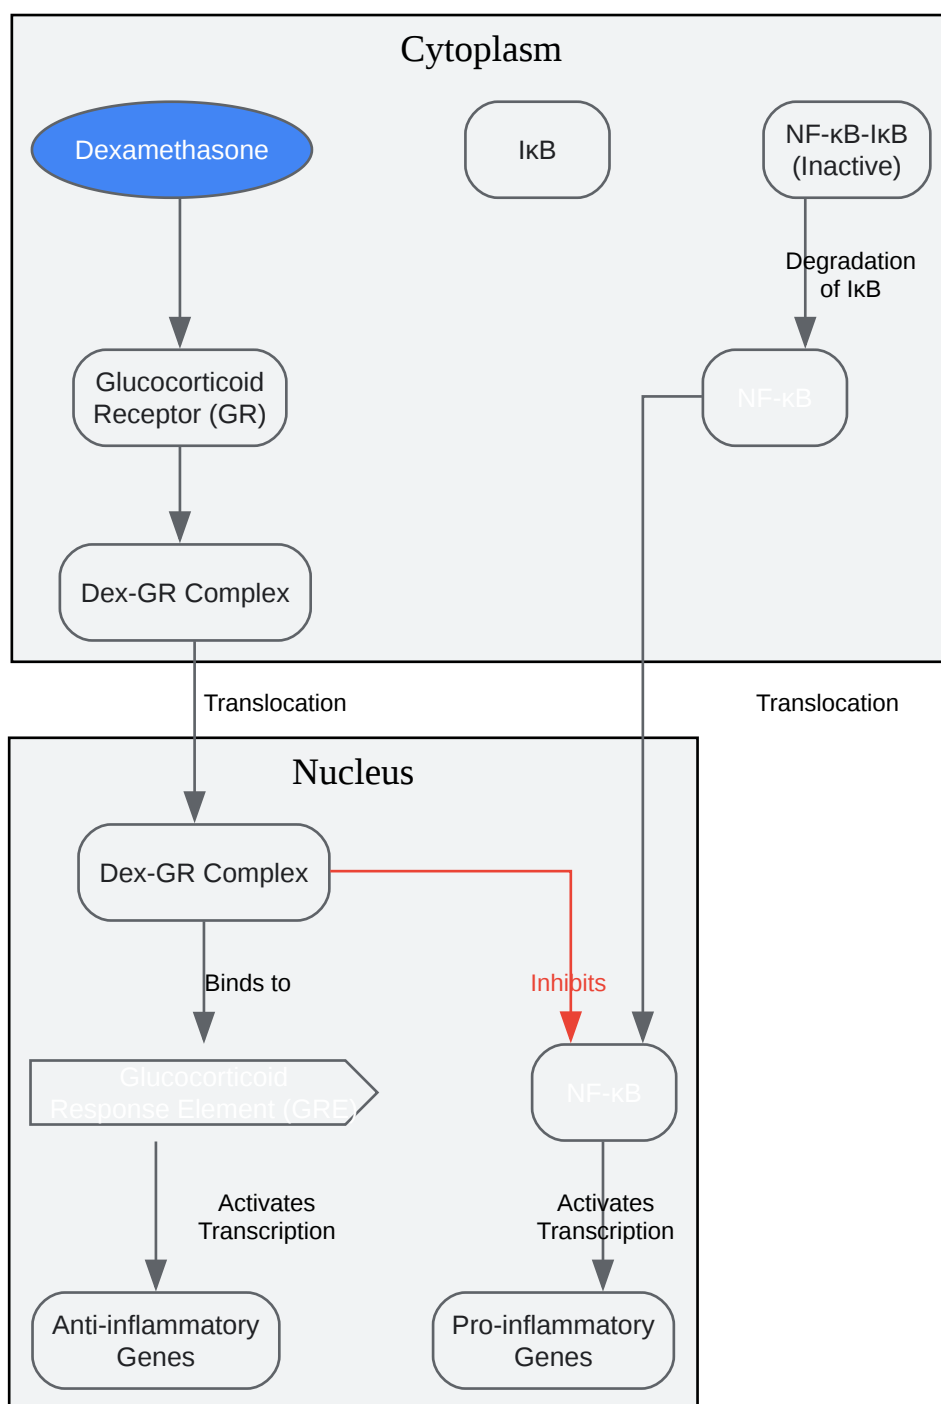 Cytoplasm
Dexamethasone
IκB
NF-κB-IκB
(Inactive)
Degradation
of IκB
Glucocorticoid
Receptor (GR)
NF-κB
Dex-GR Complex
Translocation
Translocation
Nucleus
Dex-GR Complex
Binds to
Inhibits
Glucocorticoid
Response Element (GRE)
NF-κB
Activates
Transcription
Activates
Transcription
Anti-inflammatory
Genes
Pro-inflammatory
Genes